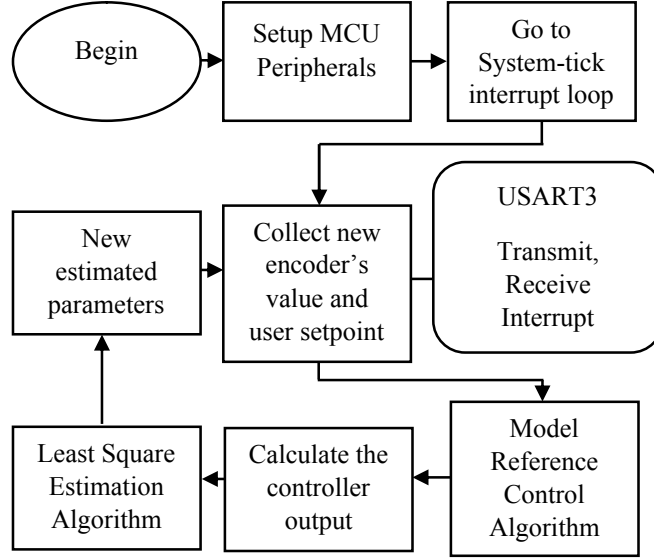 Begin
Setup MCU
Peripherals
Go to
System-tick
interrupt loop
New
estimated
parameters
Collect new
encoder's
value and
user setpoint
USART3
Transmit,
Receive
Interrupt
Least Square
Estimation
Algorithm
Calculate the
controller
output
Model
Reference
Control
Algorithm